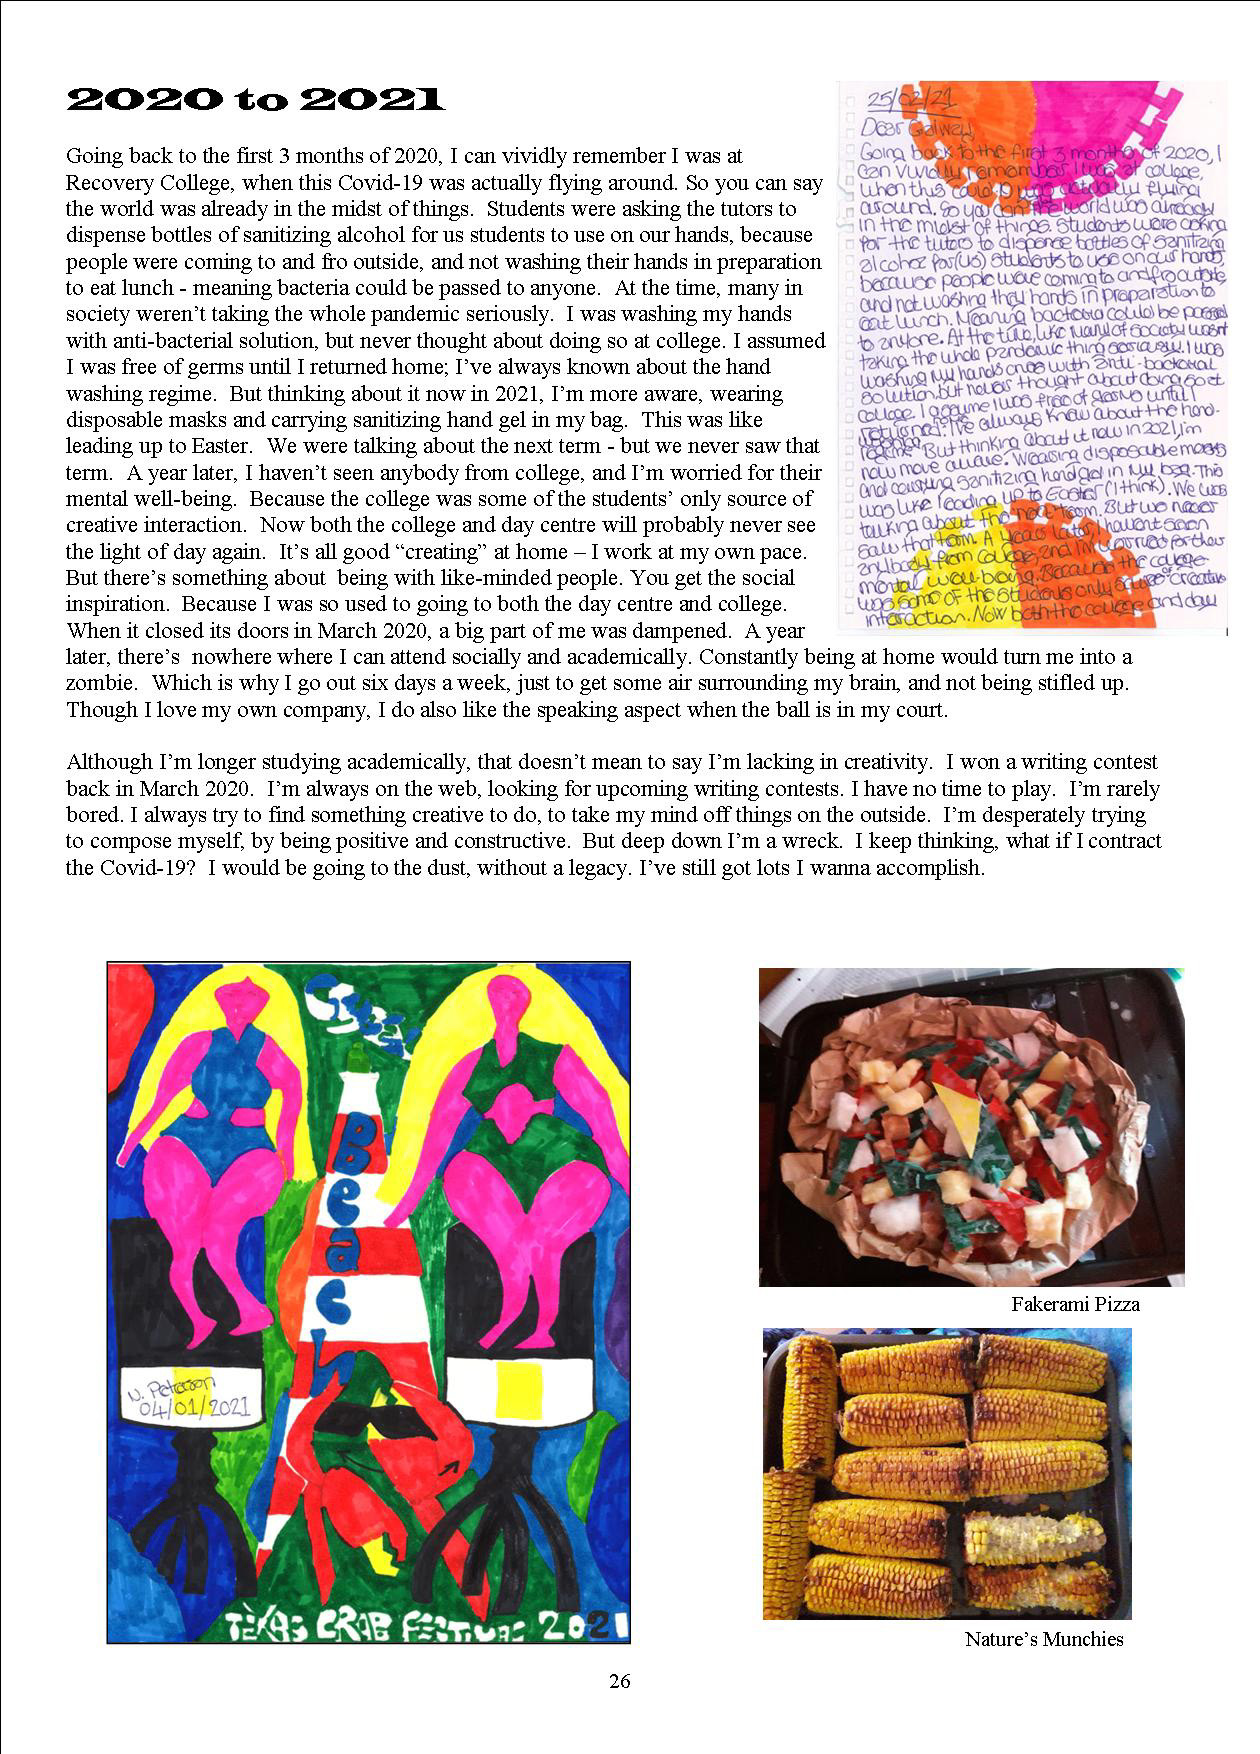 2020 to 2021
Going back to the first 3 months of 2020, I can vividly remember I was at
Recovery College, when this Covid-19 was actually flying around. So you can say
the world was already in the midst of things.  Students were asking the tutors to
dispense bottles of sanitizing alcohol for us students to use on our hands, because
people were coming to and fro outside, and not washing their hands in preparation
to eat lunch - meaning bacteria could be passed to anyone.  At the time, many in
society weren’t taking the whole pandemic seriously.  I was washing my hands
with anti-bacterial solution, but never thought about doing so at college. I assumed
I was free of germs until I returned home; I’ve always known about the hand
washing regime.  But thinking about it now in 2021, I’m more aware, wearing
disposable masks and carrying sanitizing hand gel in my bag.  This was like
leading up to Easter.  We were talking about the next term - but we never saw that
term.  A year later, I haven’t seen anybody from college, and I’m worried for their
mental well-being.  Because the college was some of the students’ only source of
creative interaction.  Now both the college and day centre will probably never see
the light of day again.  It’s all good “creating” at home – I work at my own pace.
But there’s something about  being with like-minded people. You get the social
inspiration.  Because I was so used to going to both the day centre and college.
When it closed its doors in March 2020, a big part of me was dampened.  A year
later, there’s  nowhere where I can attend socially and academically. Constantly being at home would turn me into a
zombie.  Which is why I go out six days a week, just to get some air surrounding my brain, and not being stifled up.
Though I love my own company, I do also like the speaking aspect when the ball is in my court.
Although I’m longer studying academically, that doesn’t mean to say I’m lacking in creativity.  I won a writing contest
back in March 2020.  I’m always on the web, looking for upcoming writing contests. I have no time to play.  I’m rarely
bored. I always try to find something creative to do, to take my mind off things on the outside.  I’m desperately trying
to compose myself, by being positive and constructive.  But deep down I’m a wreck.  I keep thinking, what if I contract
the Covid-19?  I would be going to the dust, without a legacy. I’ve still got lots I wanna accomplish.
25/02/21
Dear Galway
Going back to the first 3 months of 2020, I
can vividly remember I was at college,
when this covid 19 was actually flying
around. So you can the world was already
in the midst of things. Students were asking
for the tutors to dispense bottles of sanitizing
alcohol for (us) students to use on our hands,
because people were coming to and fro outside,
and not washing they hands in preparation to
eat lunch. Meaning bacteria could be passed
to anyone. At the time, like many of society wasn't
taking the whole pandemic thing seriously. I was
washing my hands once with anti-bacterial
solution, but never thought about doing so at
college. I assume I was free of germs until I
returned. I've always knew about the hand-
regime. But thinking about it now in 2021, I'm
now more aware. Wearing disposable masks
and carrying sanitizing hand gel in my bag. This
was like leading up to Easter (I think). We was
talking about the next term. But we never
saw that term. A year later, I havent seen
anybody from college, and I'm worried for their
mental well-being. Because the college
was some of the students only source of creative
interaction. Now both the college and day
Beach
N. Peterson
04/01/2021
TEXAS CRAB FESTIVAL 2021
Fakerami Pizza
Nature’s Munchies
26